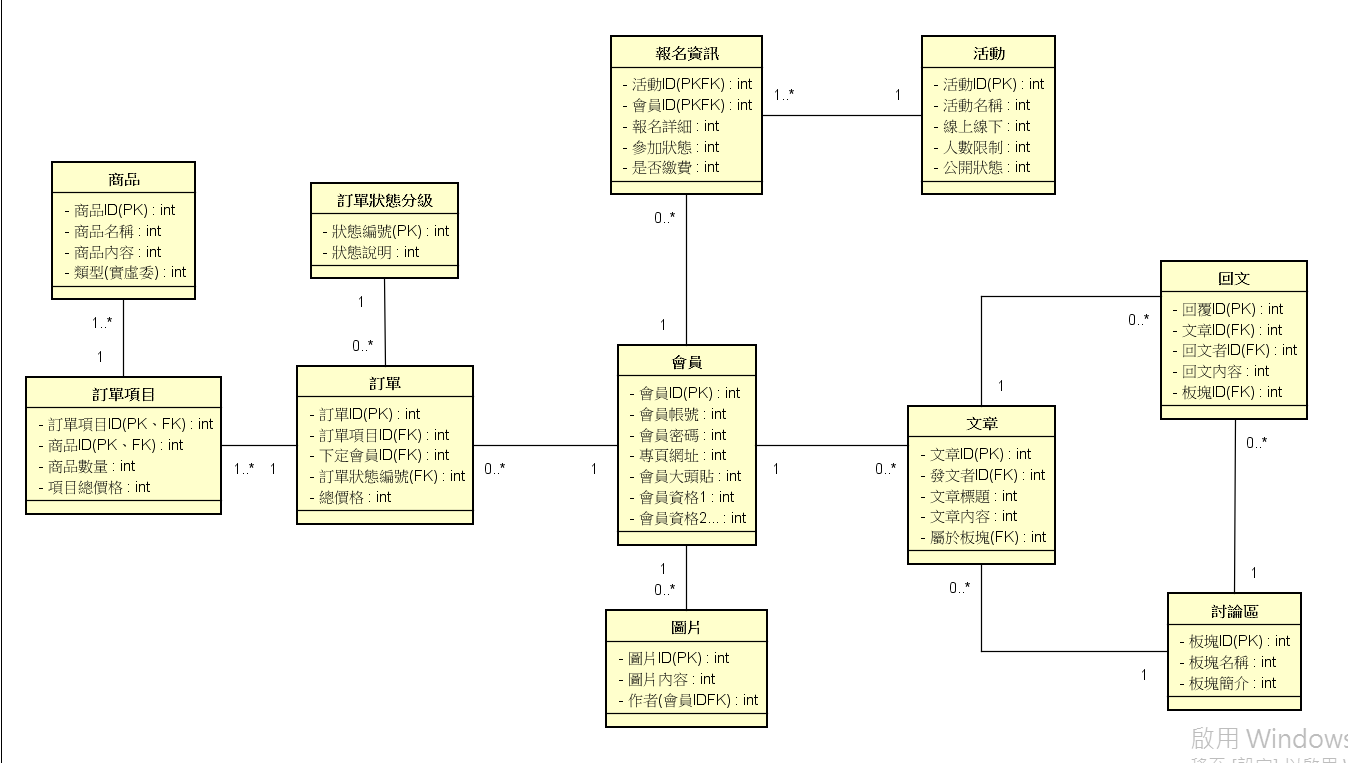 報名資訊
- 活動ID(PKFK) : int
- 會員ID(PKFK) : int
- 報名詳細 : int
- 參加狀態 : int
- 是否繳費 : int
1..*
1
活動
- 活動ID(PK) : int
- 活動名稱 : int
- 線上線下 : int
- 人數限制 : int
- 公開狀態 : int
商品
- 商品ID(PK) : int
- 商品名稱 : int
- 商品內容 : int
- 類型(實虛委) : int
訂單狀態分級
- 狀態編號(PK) : int
- 狀態說明 : int
0..*
1
1..*
1
1
0..*
回文
- 回覆ID(PK) : int
- 文章ID(FK) : int
- 回文者ID(FK) : int
- 回文內容 : int
- 板塊ID(FK) : int
0..*
1
訂單項目
- 訂單項目ID(PK、FK) : int
- 商品ID(PK、FK) : int
- 商品數量 : int
- 項目總價格 : int
1..*
1
訂單
- 訂單ID(PK) : int
- 訂單項目ID(FK) : int
- 下定會員ID(FK) : int
- 訂單狀態編號(FK) : int
- 總價格 : int
0..*
1
會員
- 會員ID(PK) : int
- 會員帳號 : int
- 會員密碼 : int
- 專頁網址 : int
- 會員大頭貼 : int
- 會員資格1 : int
- 會員資格2... : int
1
0..*
文章
- 文章ID(PK) : int
- 發文者ID(FK) : int
- 文章標題 : int
- 文章內容 : int
- 屬於板塊(FK) : int
0..*
1
1
0..*
圖片
- 圖片ID(PK) : int
- 圖片內容 : int
- 作者(會員IDFK) : int
0..*
1
討論區
- 板塊ID(PK) : int
- 板塊名稱 : int
- 板塊簡介 : int
啟用 Windows